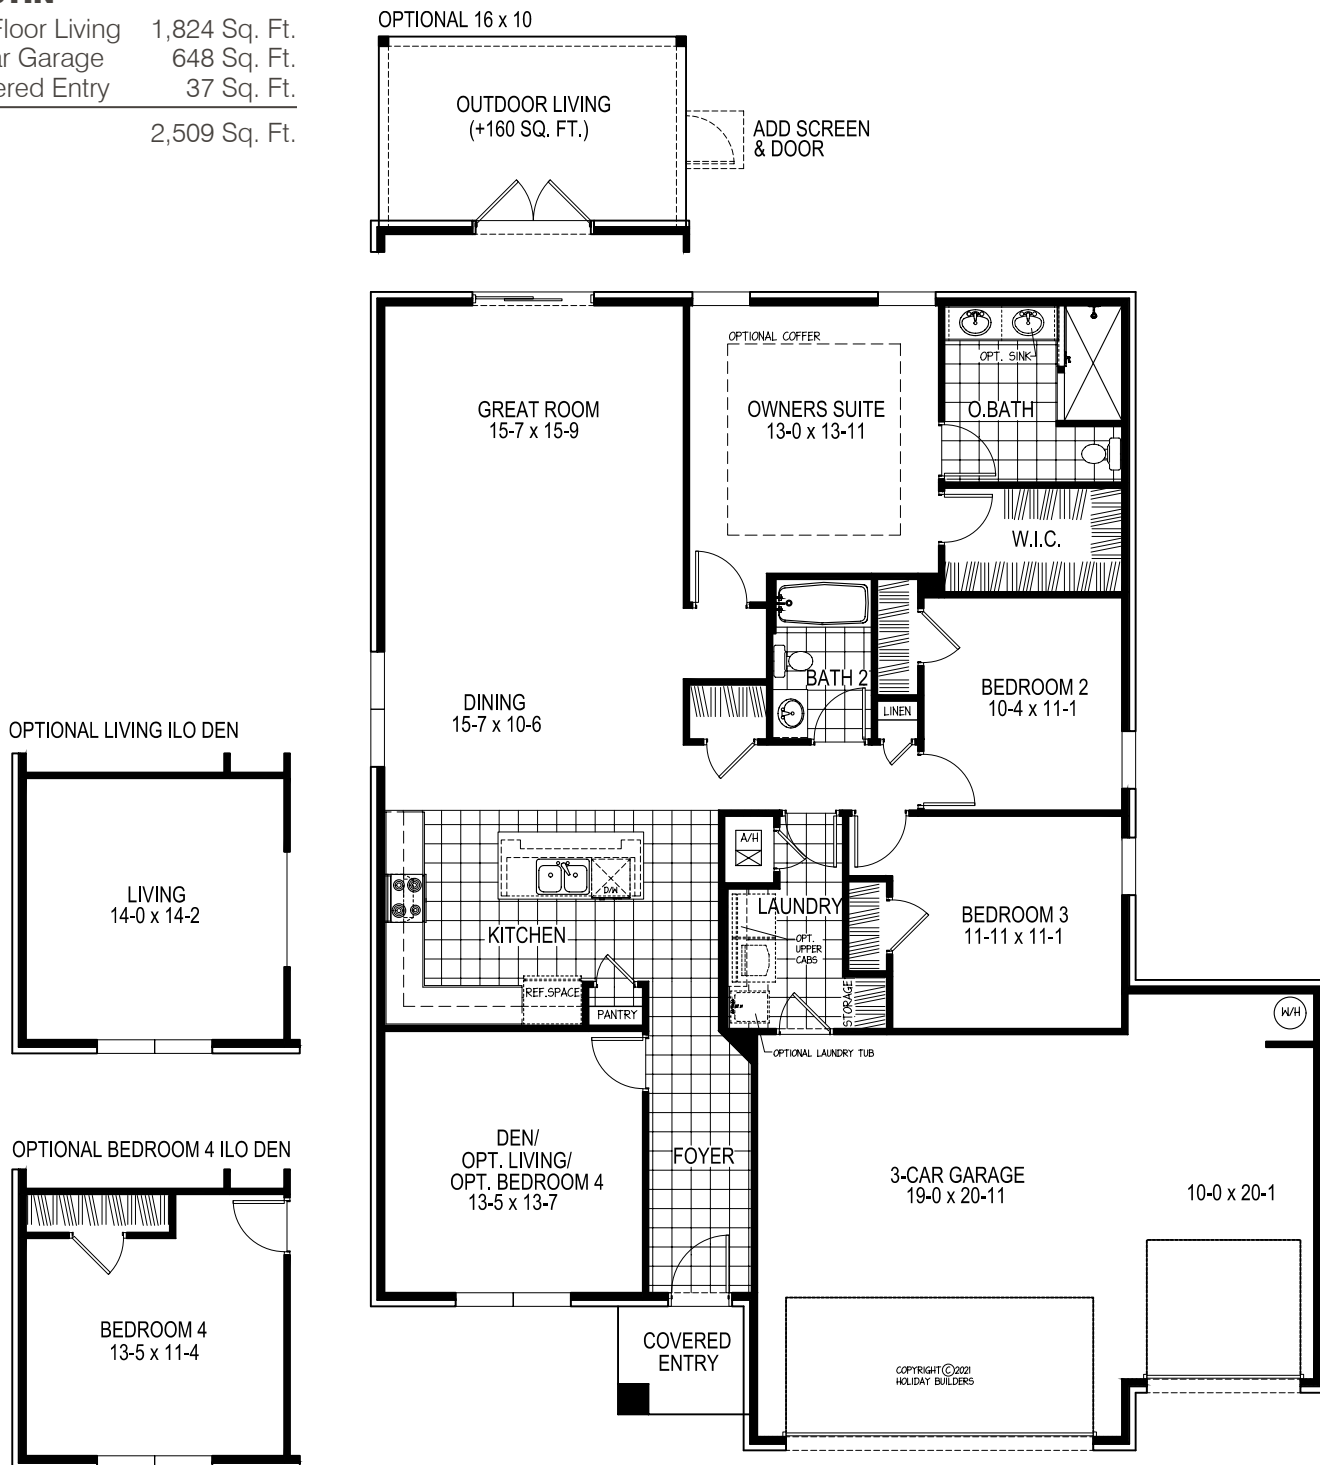 Floor Living 1,824 Sq. Ft.
Garage 648 Sq. Ft.
Entry 37 Sq. Ft.
2,509 Sq. Ft.
OPTIONAL 16 x 10
OUTDOOR LIVING
(+160 SQ. FT.)
ADD SCREEN
& DOOR
OPTIONAL COFFER
OPT. SINK
GREAT ROOM
15-7 x 15-9
OWNERS SUITE
13-0 x 13-11
O.BATH
W.I.C.
BATH 2
LINEN
BEDROOM 2
10-4 x 11-1
DINING
15-7 x 10-6
OPTIONAL LIVING ILO DEN
LIVING
14-0 x 14-2
A/H
D/W
KITCHEN
REF.SPACE
PANTRY
LAUNDRY
OPT.
UPPER
CABS
STORAGE
OPTIONAL LAUNDRY TUB
BEDROOM 3
11-11 x 11-1
W/H
OPTIONAL BEDROOM 4 ILO DEN
BEDROOM 4
13-5 x 11-4
DEN/
OPT. LIVING/
OPT. BEDROOM 4
13-5 x 13-7
FOYER
3-CAR GARAGE
19-0 x 20-11
10-0 x 20-1
COVERED
ENTRY
COPYRIGHT © 2021
HOLIDAY BUILDERS